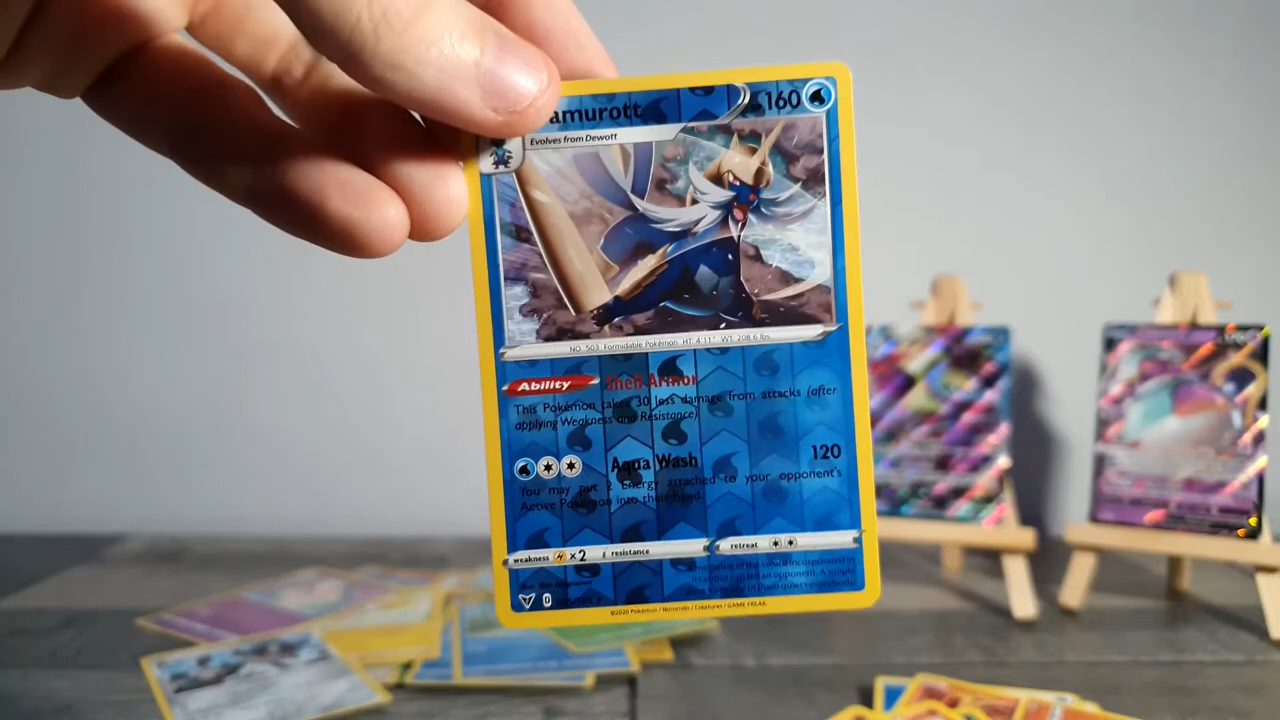 amurott 160
Evolves from Dewott
NO. 503 Formidable Pokémon HT: 4'11" WT: 208.6 lbs.
Ability Shell Armor
This Pokémon takes 30 less damage from attacks (after
applying Weakness and Resistance).
Aqua Wash 120
You may put 2 Energy attached to your opponent's
Active Pokémon into their hand.
weakness ×2 resistance retreat
©2020 Pokémon / Nintendo / Creatures / GAME FREAK